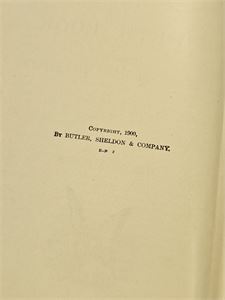 COPYRIGHT, 1900,
BY BUTLER, SHELDON & COMPANY.